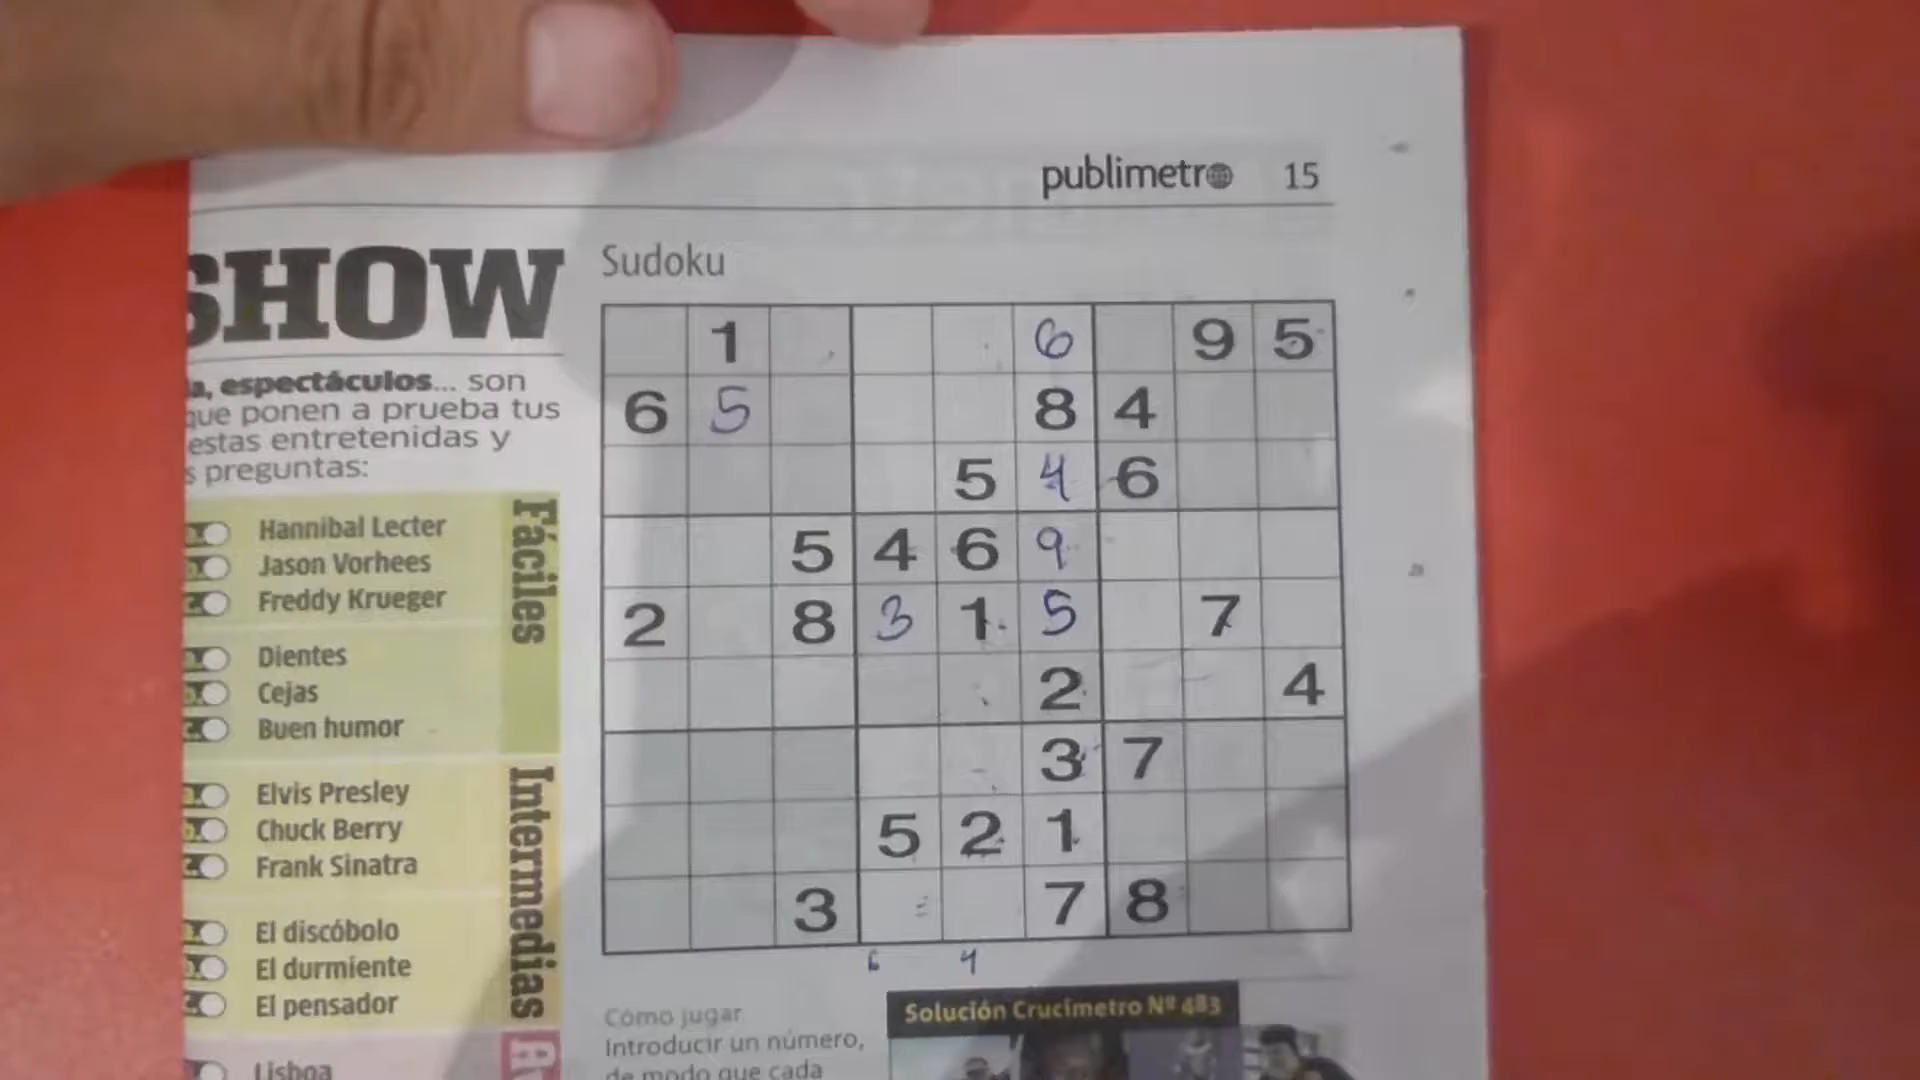 publimetro 15
SHOW
Sudoku
a, espectáculos... son
que ponen a prueba tus
estas entretenidas y
s preguntas:
Fáciles
Hannibal Lecter
Jason Vorhees
Freddy Krueger
Dientes
Cejas
Buen humor
Intermedias
Elvis Presley
Chuck Berry
Frank Sinatra
El discóbolo
El durmiente
El pensador
Lisboa
1 6 9 5
6 5 8 4
5 4 6
5 4 6 9
2 8 3 1 5 7
2 4
3 7
5 2 1
3 7 8
6 4
Cómo jugar
Introducir un número,
de modo que cada
Solución Crucímetro Nº 483